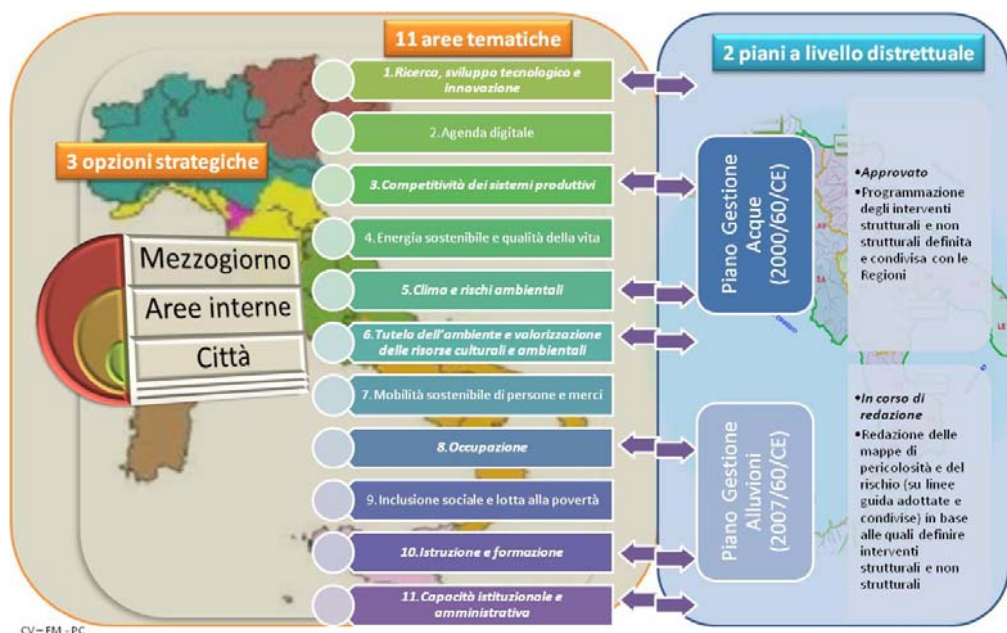 11 aree tematiche
2 piani a livello distrettuale
3 opzioni strategiche
Mezzogiorno
Aree interne
Città
1.Ricerca, sviluppo tecnologico e
innovazione
2.Agenda digitale
3.Competitività dei sistemi produttivi
4.Energia sostenibile e qualità della vita
5.Clima e rischi ambientali
6.Tutela dell'ambiente e valorizzazione
delle risorse culturali e ambientali
7.Mobilità sostenibile di persone e merci
8.Occupazione
9.Inclusione sociale e lotta alla povertà
10.Istruzione e formazione
11.Capacità istituzionale e
amministrativa
Piano Gestione
Acque
(2000/60/CE)
•Approvato
•Programmazione
degli interventi
strutturali e non
strutturali definita
e condivisa con le
Regioni
AV
SA
LE
Piano Gestione
Alluvioni
(2007/60/CE)
•In corso di
redazione
•Redazione delle
mappe di
pericolosità e del
rischio (su linee
guida adottate e
condivise) in base
alle quali definire
interventi
strutturali e non
strutturali
CV – FM - PC